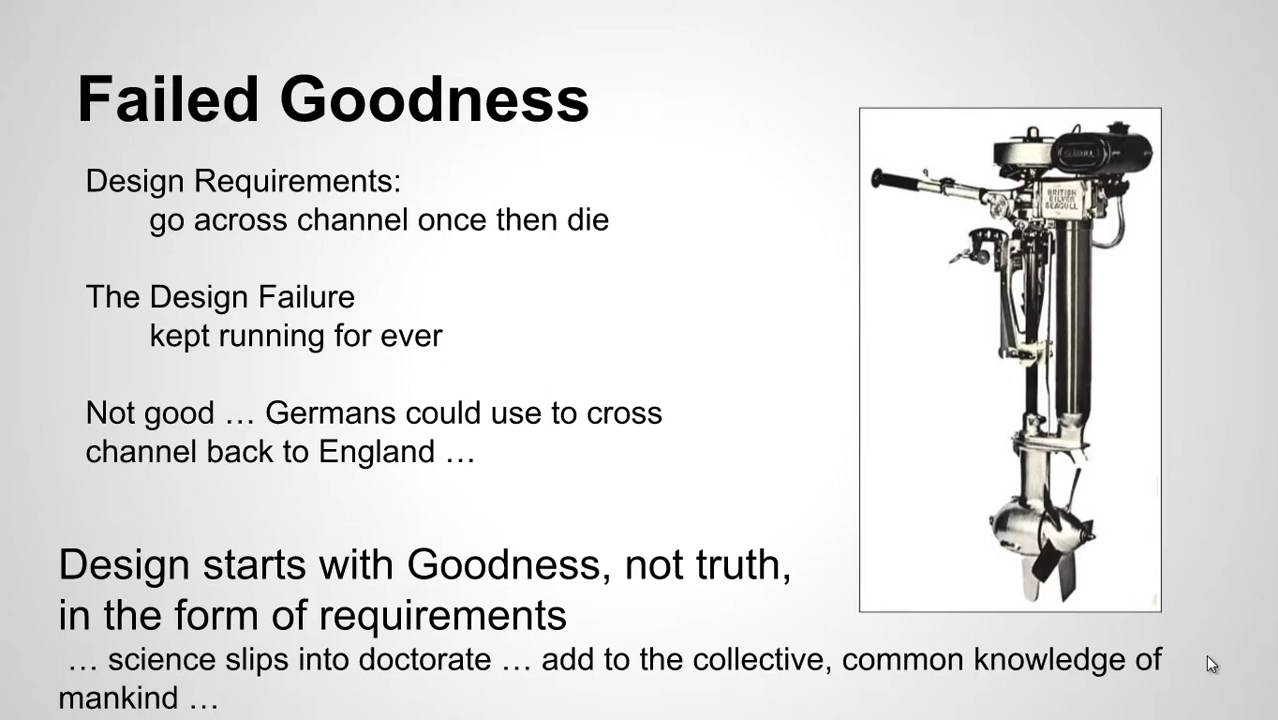 Failed Goodness
Design Requirements:
go across channel once then die
The Design Failure
kept running for ever
Not good … Germans could use to cross
channel back to England …
Design starts with Goodness, not truth,
in the form of requirements
… science slips into doctorate … add to the collective, common knowledge of
mankind …
SEAGULL
BRITISH
SILVER
SEAGULL